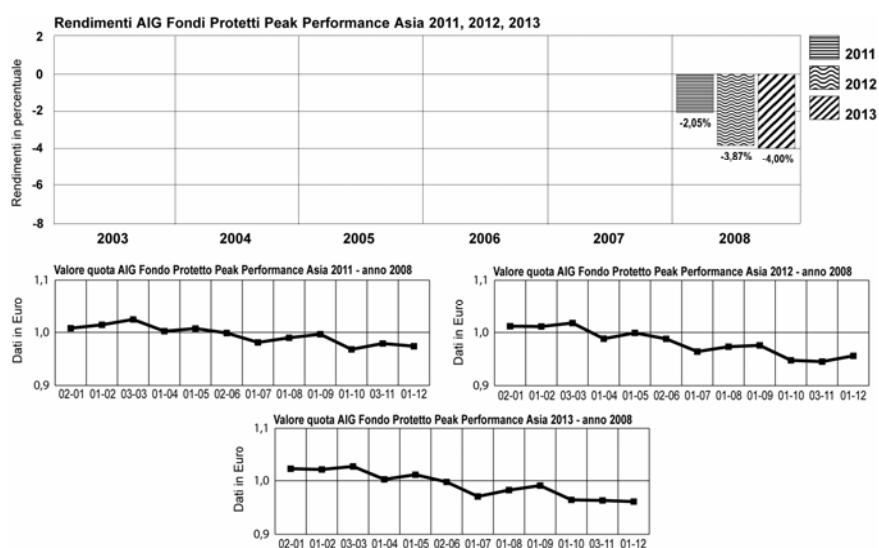 Rendimenti AIG Fondi Protetti Peak Performance Asia 2011, 2012, 2013
Rendimenti in percentuale
2
0
-2
-4
-6
-8
-2,05%
-3,87%
-4,00%
2011
2012
2013
2003 2004 2005 2006 2007 2008
Valore quota AIG Fondo Protetto Peak Performance Asia 2011 - anno 2008
Dati in Euro
1,1
1,0
0,9
02-01 01-02 03-03 01-04 01-05 02-06 01-07 01-08 01-09 01-10 03-11 01-12
Valore quota AIG Fondo Protetto Peak Performance Asia 2012 - anno 2008
Dati in Euro
1,1
1,0
0,9
02-01 01-02 03-03 01-04 01-05 02-06 01-07 01-08 01-09 01-10 03-11 01-12
Valore quota AIG Fondo Protetto Peak Performance Asia 2013 - anno 2008
Dati in Euro
1,1
1,0
0,9
02-01 01-02 03-03 01-04 01-05 02-06 01-07 01-08 01-09 01-10 03-11 01-12